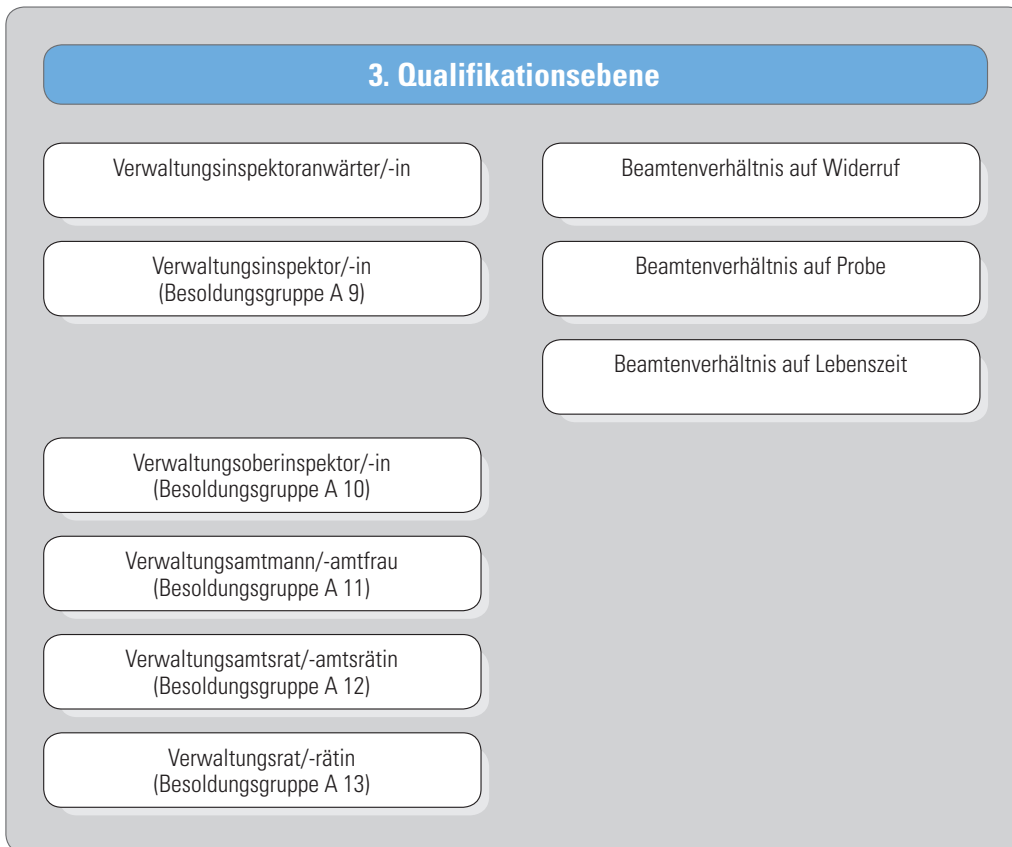 3. Qualifikationsebene
Verwaltungsinspektoranwärter/-in
Beamtenverhältnis auf Widerruf
Verwaltungsinspektor/-in
(Besoldungsgruppe A 9)
Beamtenverhältnis auf Probe
Beamtenverhältnis auf Lebenszeit
Verwaltungsoberinspektor/-in
(Besoldungsgruppe A 10)
Verwaltungsamtmann/-amtfrau
(Besoldungsgruppe A 11)
Verwaltungsamtsrat/-amtsrätin
(Besoldungsgruppe A 12)
Verwaltungsrat/-rätin
(Besoldungsgruppe A 13)